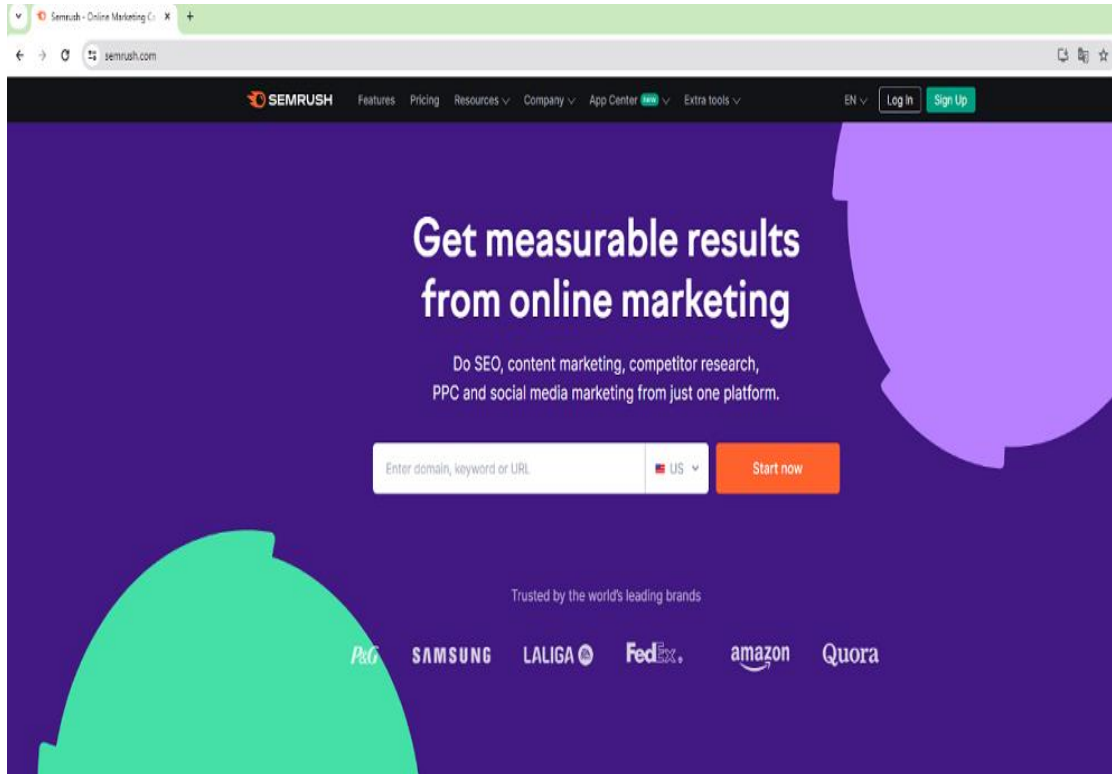 Semrush - Online Marketing C
semrush.com
SEMRUSH Features Pricing Resources Company App Center new Extra tools EN Log In Sign Up
Get measurable results
from online marketing
Do SEO, content marketing, competitor research,
PPC and social media marketing from just one platform.
Enter domain, keyword or URL US Start now
Trusted by the world's leading brands
P&G SAMSUNG LALIGA FedEx. amazon Quora